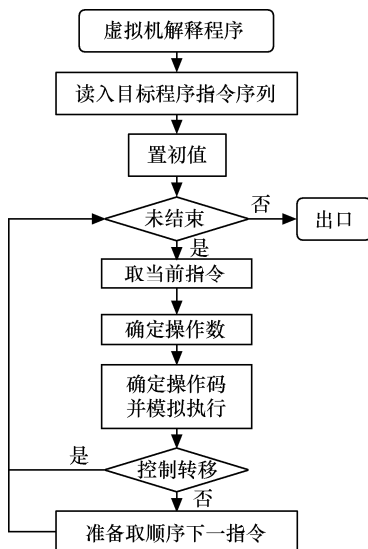 虚拟机解释程序
读入目标程序指令序列
置初值
未结束
否
出口
是
取当前指令
确定操作数
确定操作码
并模拟执行
是
控制转移
否
准备取顺序下一指令